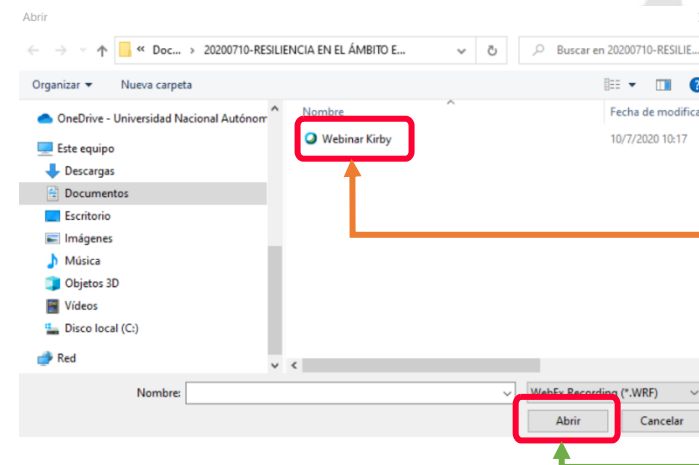 Abrir
« Doc... › 20200710-RESILIENCIA EN EL ÁMBITO E...
Buscar en 20200710-RESILIE...
Organizar
Nueva carpeta
Nombre
Fecha de modifica
OneDrive - Universidad Nacional Autónom
Webinar Kirby
10/7/2020 10:17
Este equipo
Descargas
Documentos
Escritorio
Imágenes
Música
Objetos 3D
Vídeos
Disco local (C:)
Red
Nombre:
WebEx Recording (*.WRF)
Abrir
Cancelar